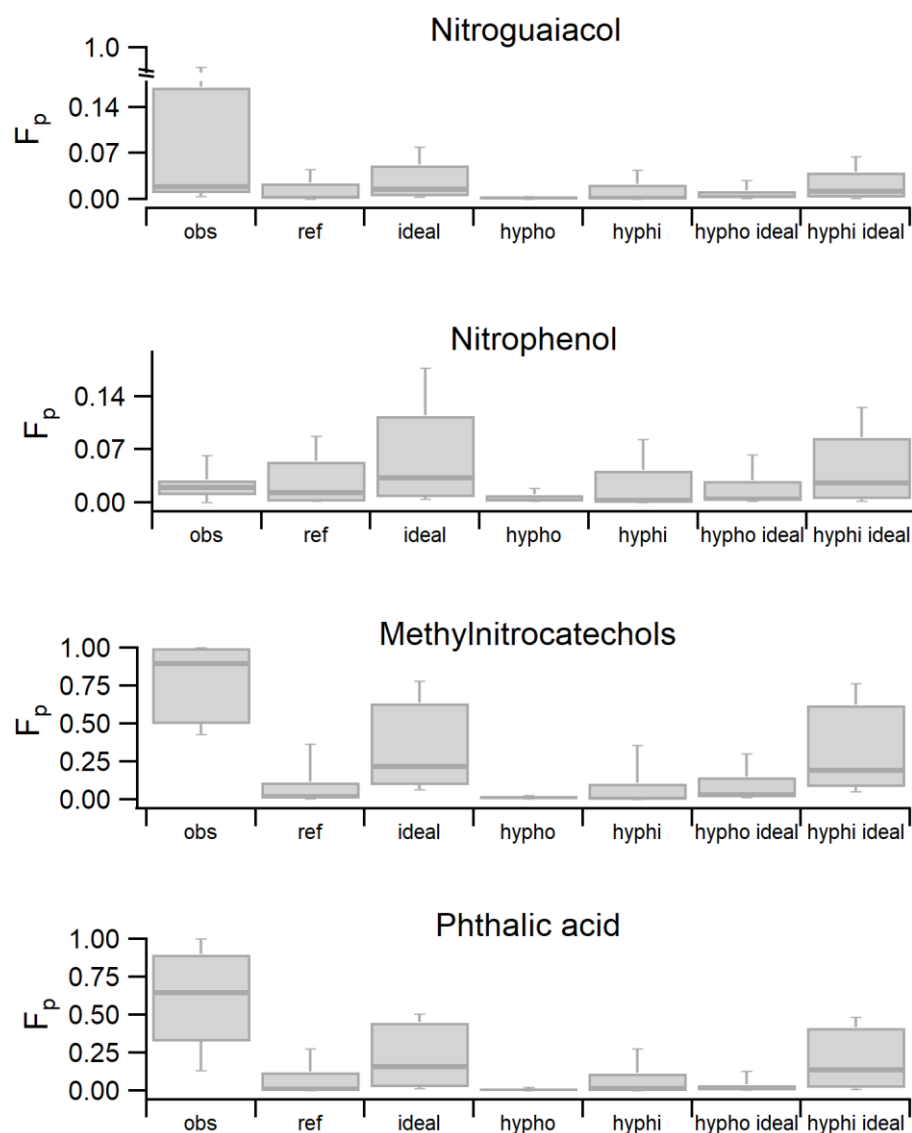 Nitroguaiacol
1.0
0.14
0.07
0.00
Fp
obs ref ideal hypho hyphi hypho ideal hyphi ideal
Nitrophenol
0.14
0.07
0.00
Fp
obs ref ideal hypho hyphi hypho ideal hyphi ideal
Methylnitrocatechols
1.00
0.75
0.50
0.25
0.00
Fp
obs ref ideal hypho hyphi hypho ideal hyphi ideal
Phthalic acid
1.00
0.75
0.50
0.25
0.00
Fp
obs ref ideal hypho hyphi hypho ideal hyphi ideal